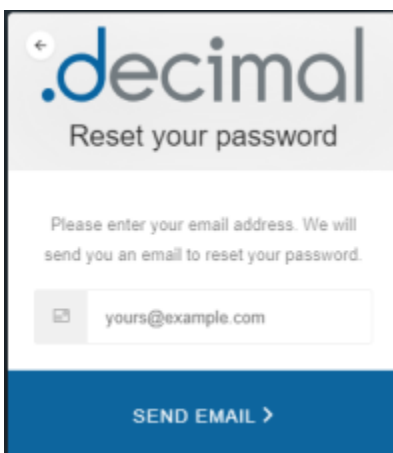 .decimal
Reset your password
Please enter your email address. We will
send you an email to reset your password.
yours@example.com
SEND EMAIL >